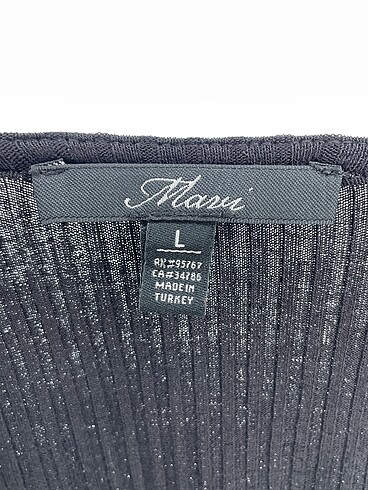 Mavi
L
RN#95767
CA#34786
MADE IN
TURKEY